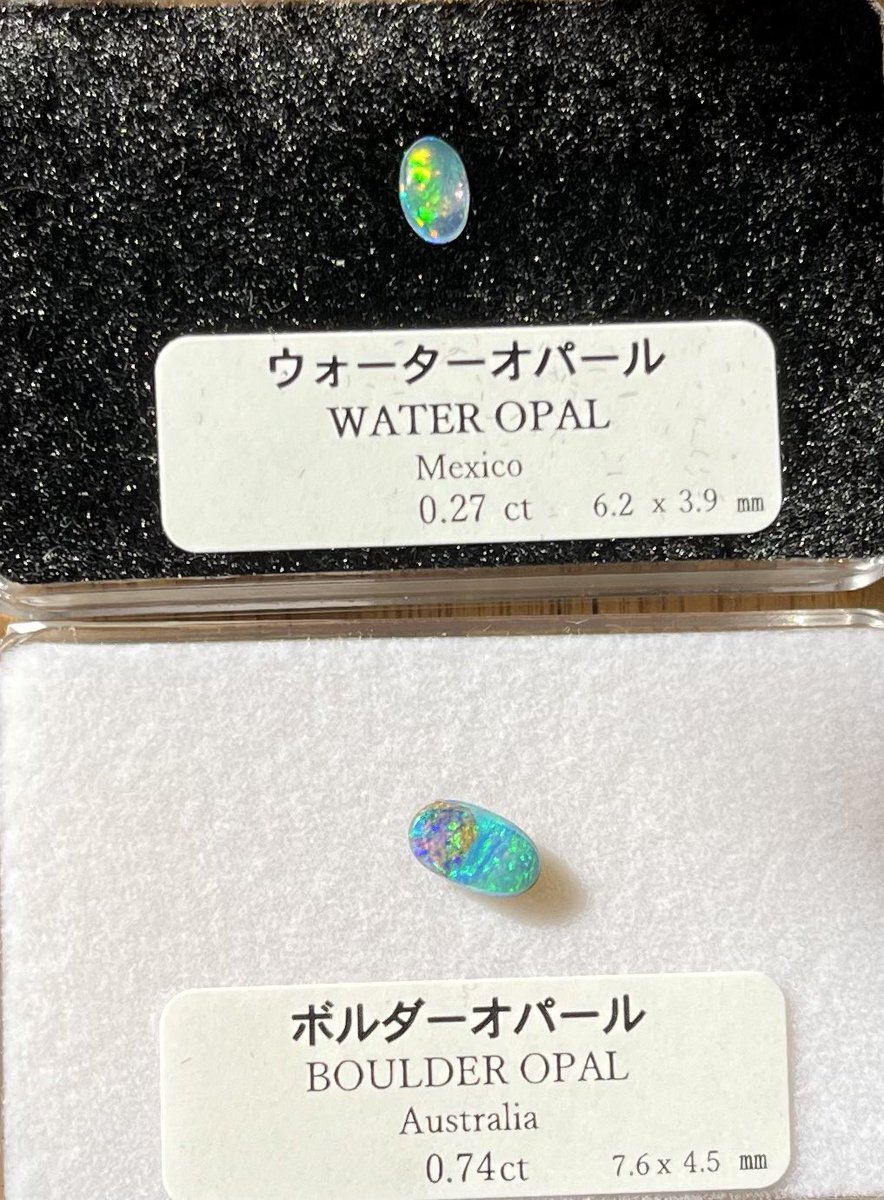 ウォーターオパール
WATER OPAL
Mexico
0.27 ct 6.2 x 3.9 ㎜
ボルダーオパール
BOULDER OPAL
Australia
0.74ct 7.6 x 4.5 ㎜